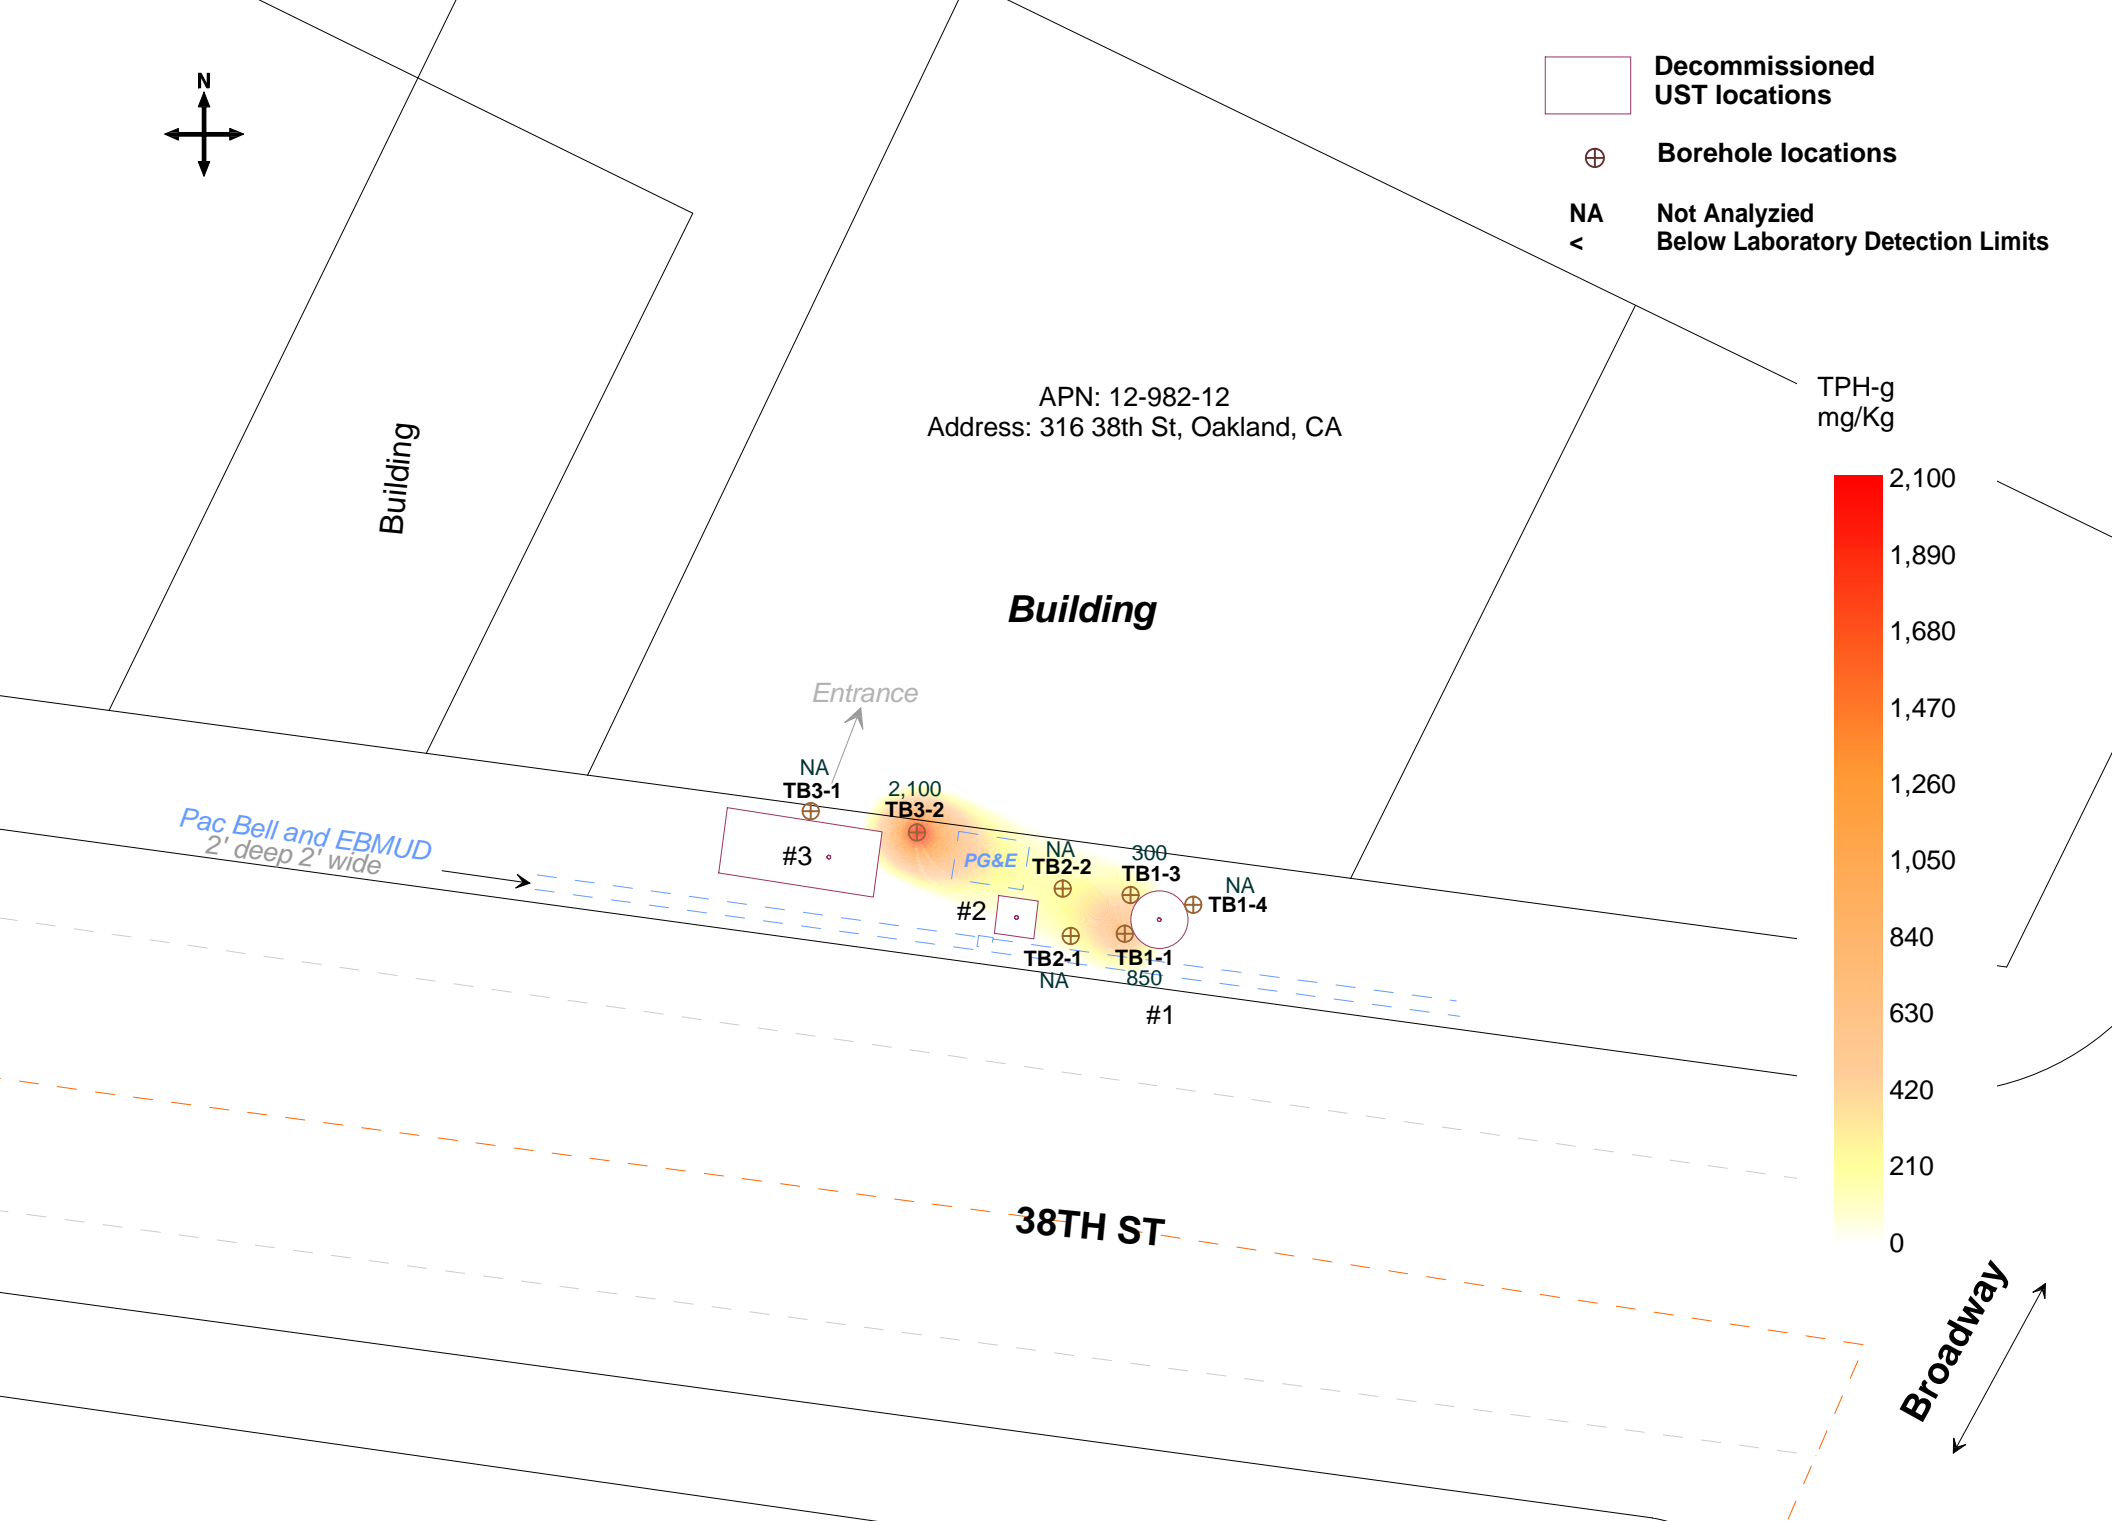 N
Decommissioned
UST locations
Borehole locations
NA Not Analyzied
< Below Laboratory Detection Limits
APN: 12-982-12
Address: 316 38th St, Oakland, CA
TPH-g
mg/Kg
2,100
1,890
1,680
1,470
1,260
1,050
840
630
420
210
0
Building
Building
Entrance
NA
TB3-1
2,100
TB3-2
Pac Bell and EBMUD
2' deep 2' wide
#3
PG&E
NA
TB2-2
300
TB1-3
NA
TB1-4
#2
TB2-1
NA
TB1-1
850
#1
38TH ST
Broadway